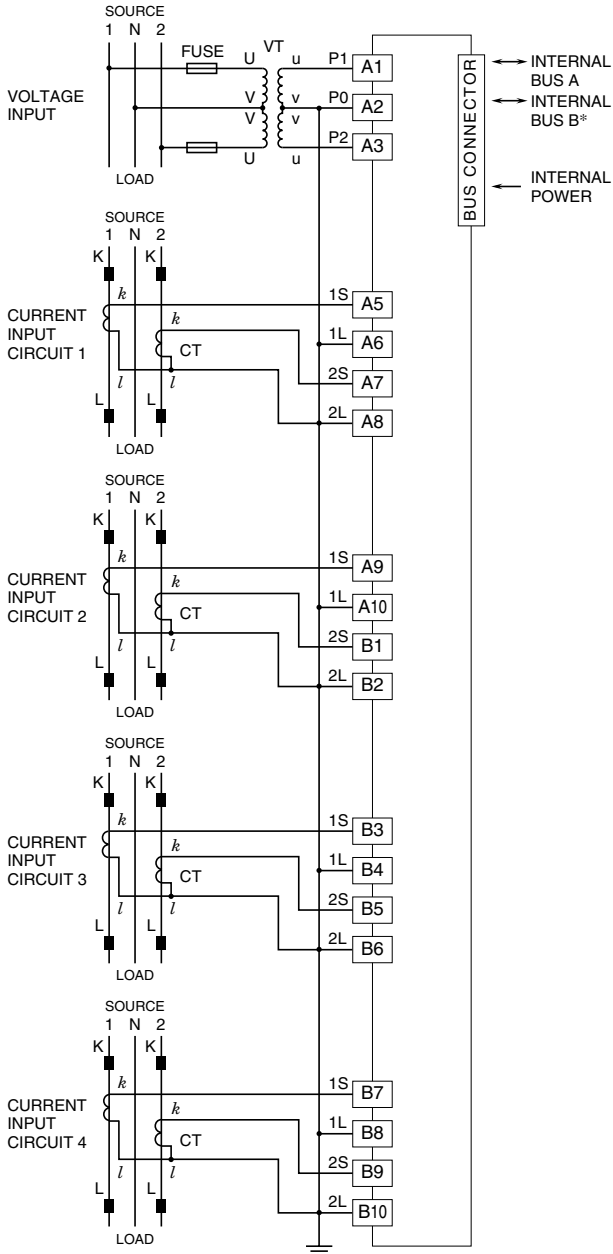 SOURCE
1 N 2
FUSE
VT
U
u
P1
A1
VOLTAGE
INPUT
V
V
v
v
P0
A2
U
u
P2
A3
LOAD
BUS CONNECTOR
INTERNAL
BUS A
INTERNAL
BUS B*
INTERNAL
POWER
SOURCE
1 N 2
K
K
k
k
1S
A5
CURRENT
INPUT
CIRCUIT 1
CT
1L
A6
2S
A7
l
l
L
L
2L
A8
LOAD
SOURCE
1 N 2
K
K
k
k
1S
A9
CURRENT
INPUT
CIRCUIT 2
CT
1L
A10
2S
B1
l
l
L
L
2L
B2
LOAD
SOURCE
1 N 2
K
K
k
k
1S
B3
CURRENT
INPUT
CIRCUIT 3
CT
1L
B4
2S
B5
l
l
L
L
2L
B6
LOAD
SOURCE
1 N 2
K
K
k
k
1S
B7
CURRENT
INPUT
CIRCUIT 4
CT
1L
B8
2S
B9
l
l
L
L
2L
B10
LOAD